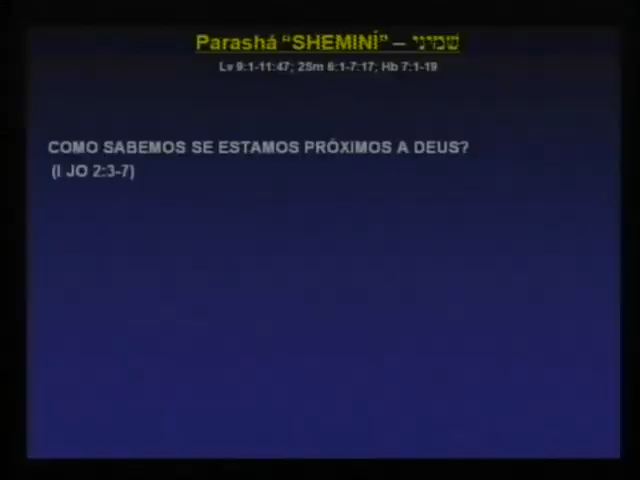 Parashá “SHEMINÍ” – שמיני
Lv 9:1-11:47; 2Sm 6:1-7:17; Hb 7:1-19
COMO SABEMOS SE ESTAMOS PRÓXIMOS A DEUS?
(I JO 2:3-7)